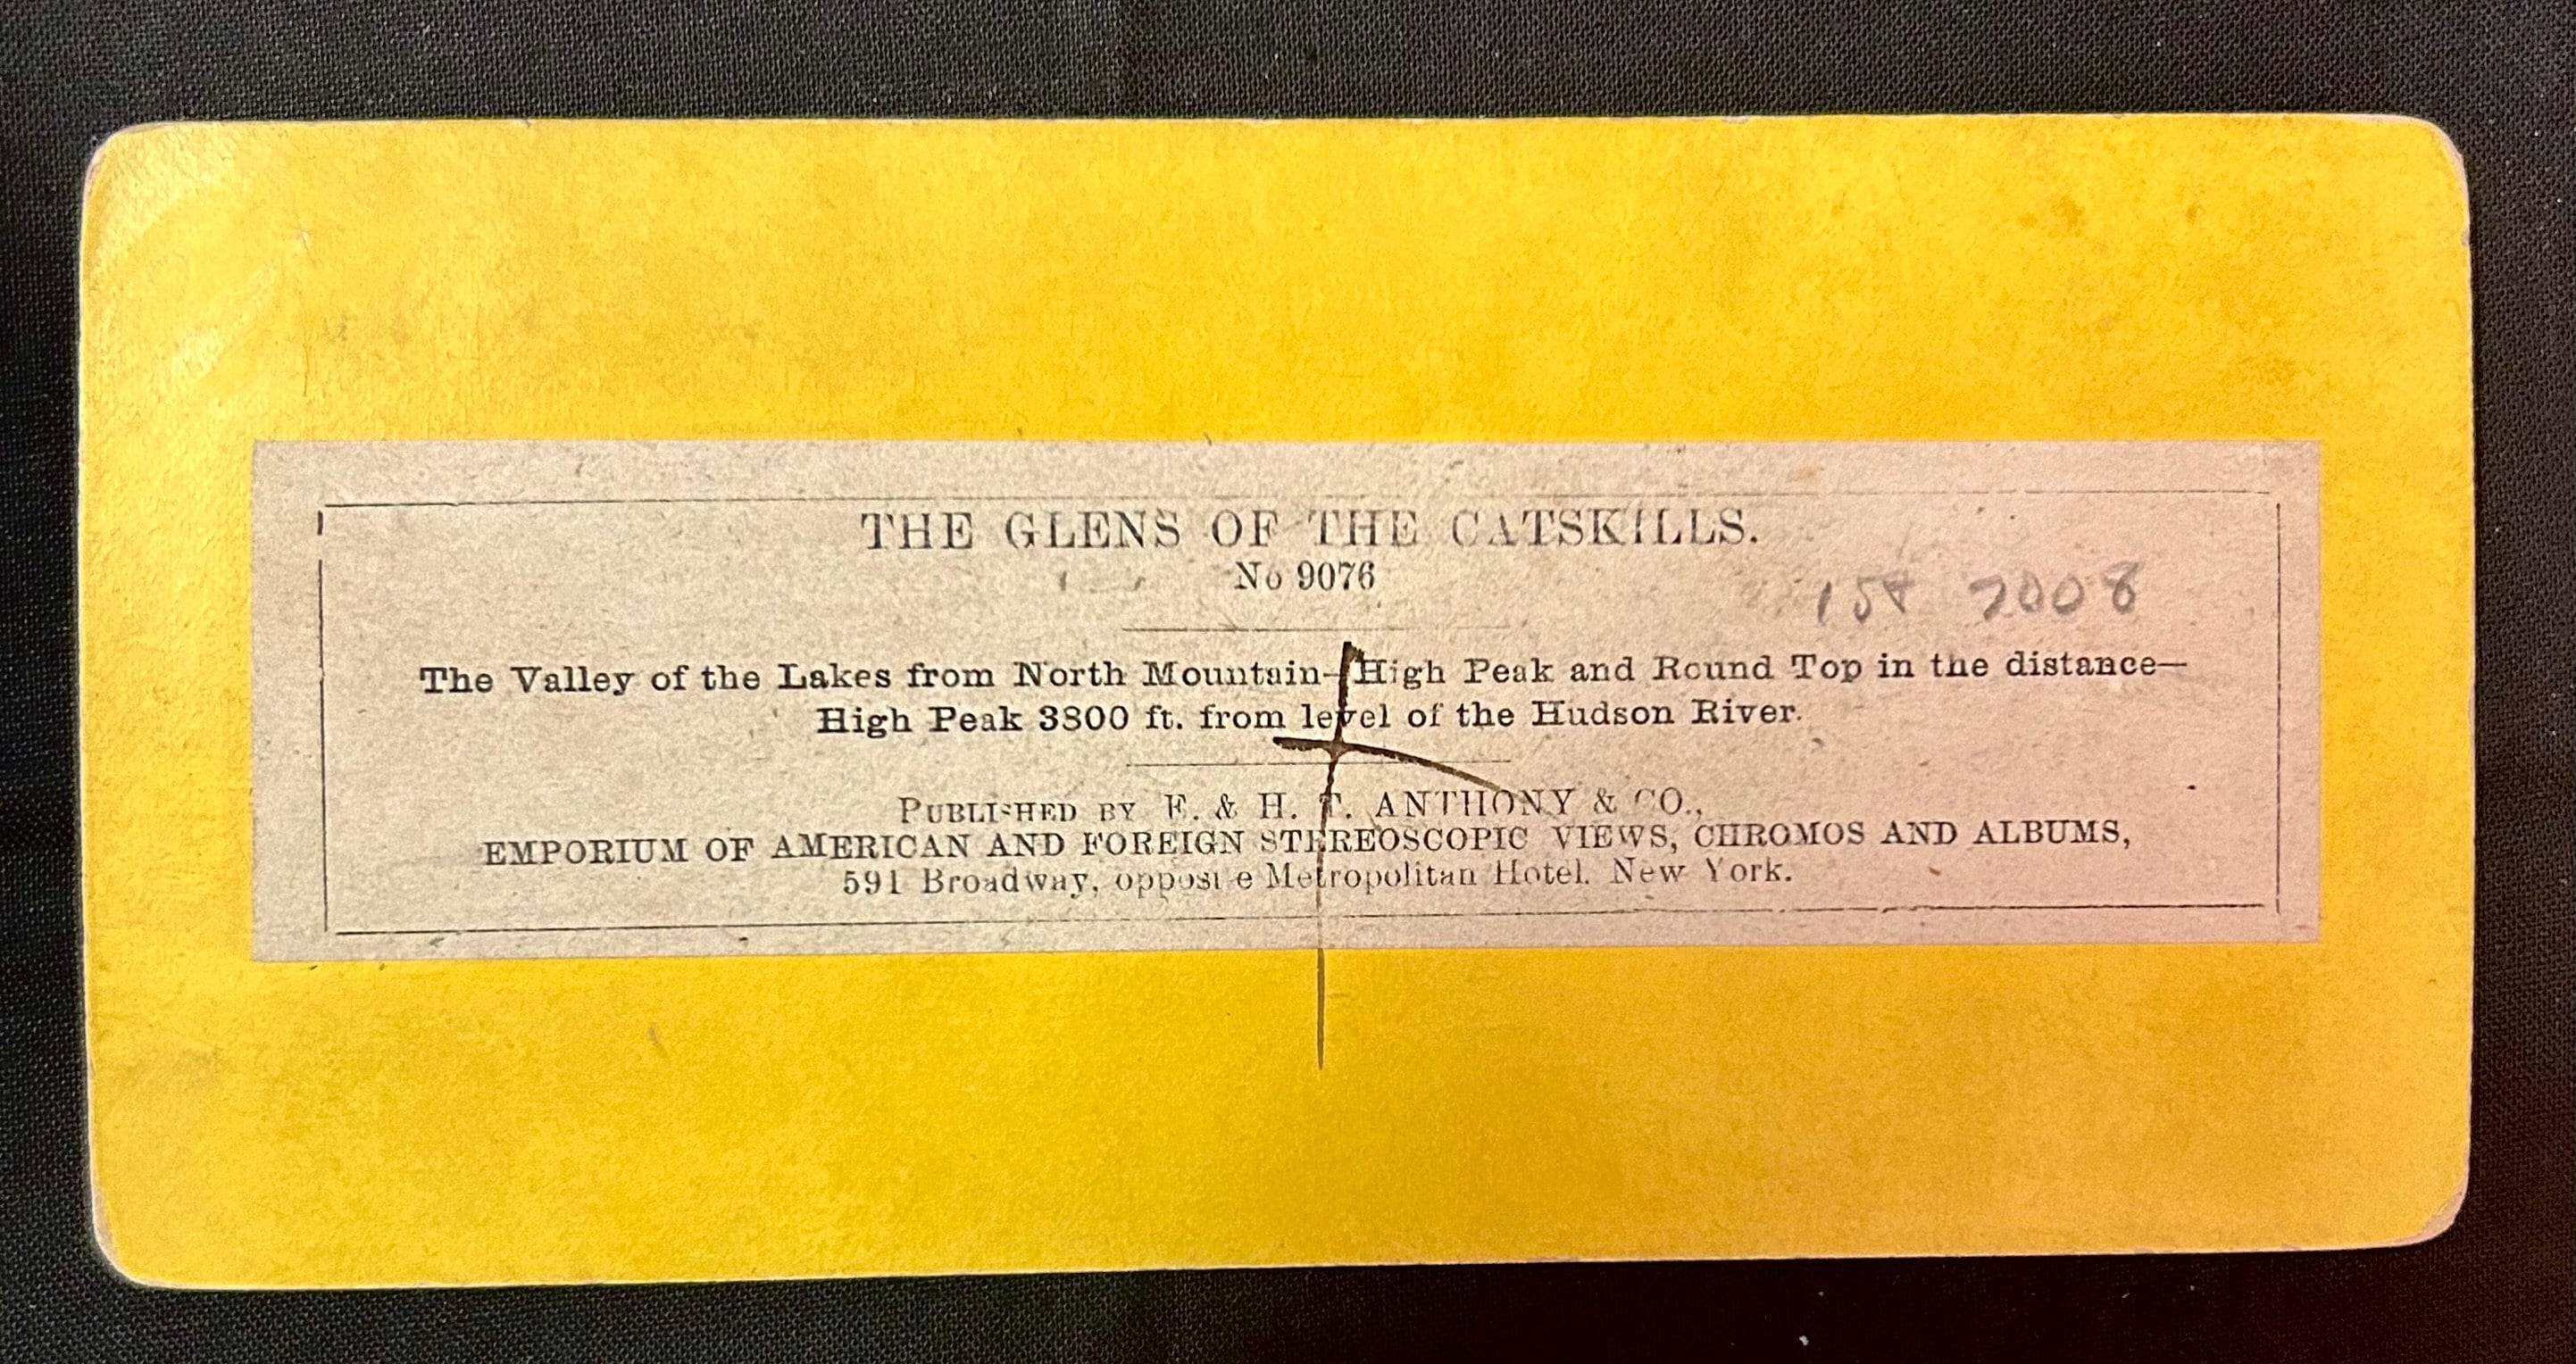 THE GLENS OF THE CATSKILLS.
No 9076
1st 2008
The Valley of the Lakes from North Mountain—High Peak and Round Top in the distance—
High Peak 3800 ft. from level of the Hudson River.
PUBLISHED BY E. & H. T. ANTHONY & CO.,
EMPORIUM OF AMERICAN AND FOREIGN STEREOSCOPIC VIEWS, CHROMOS AND ALBUMS,
591 Broadway, opposite Metropolitan Hotel. New York.